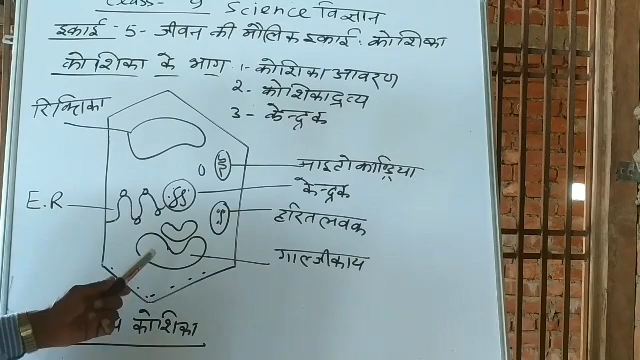 Class - 9 Science विज्ञान
इकाई - 5 - जीवन की मौलिक इकाई : कोशिका
कोशिका के भाग 1 - कोशिका आवरण
2 - कोशिकाद्रव्य
3 - केन्द्रक
रिक्तिका
माइटोकाण्ड्रिया
केन्द्रक
E.R
हरितलवक
गाल्जीकाय
कोशिका